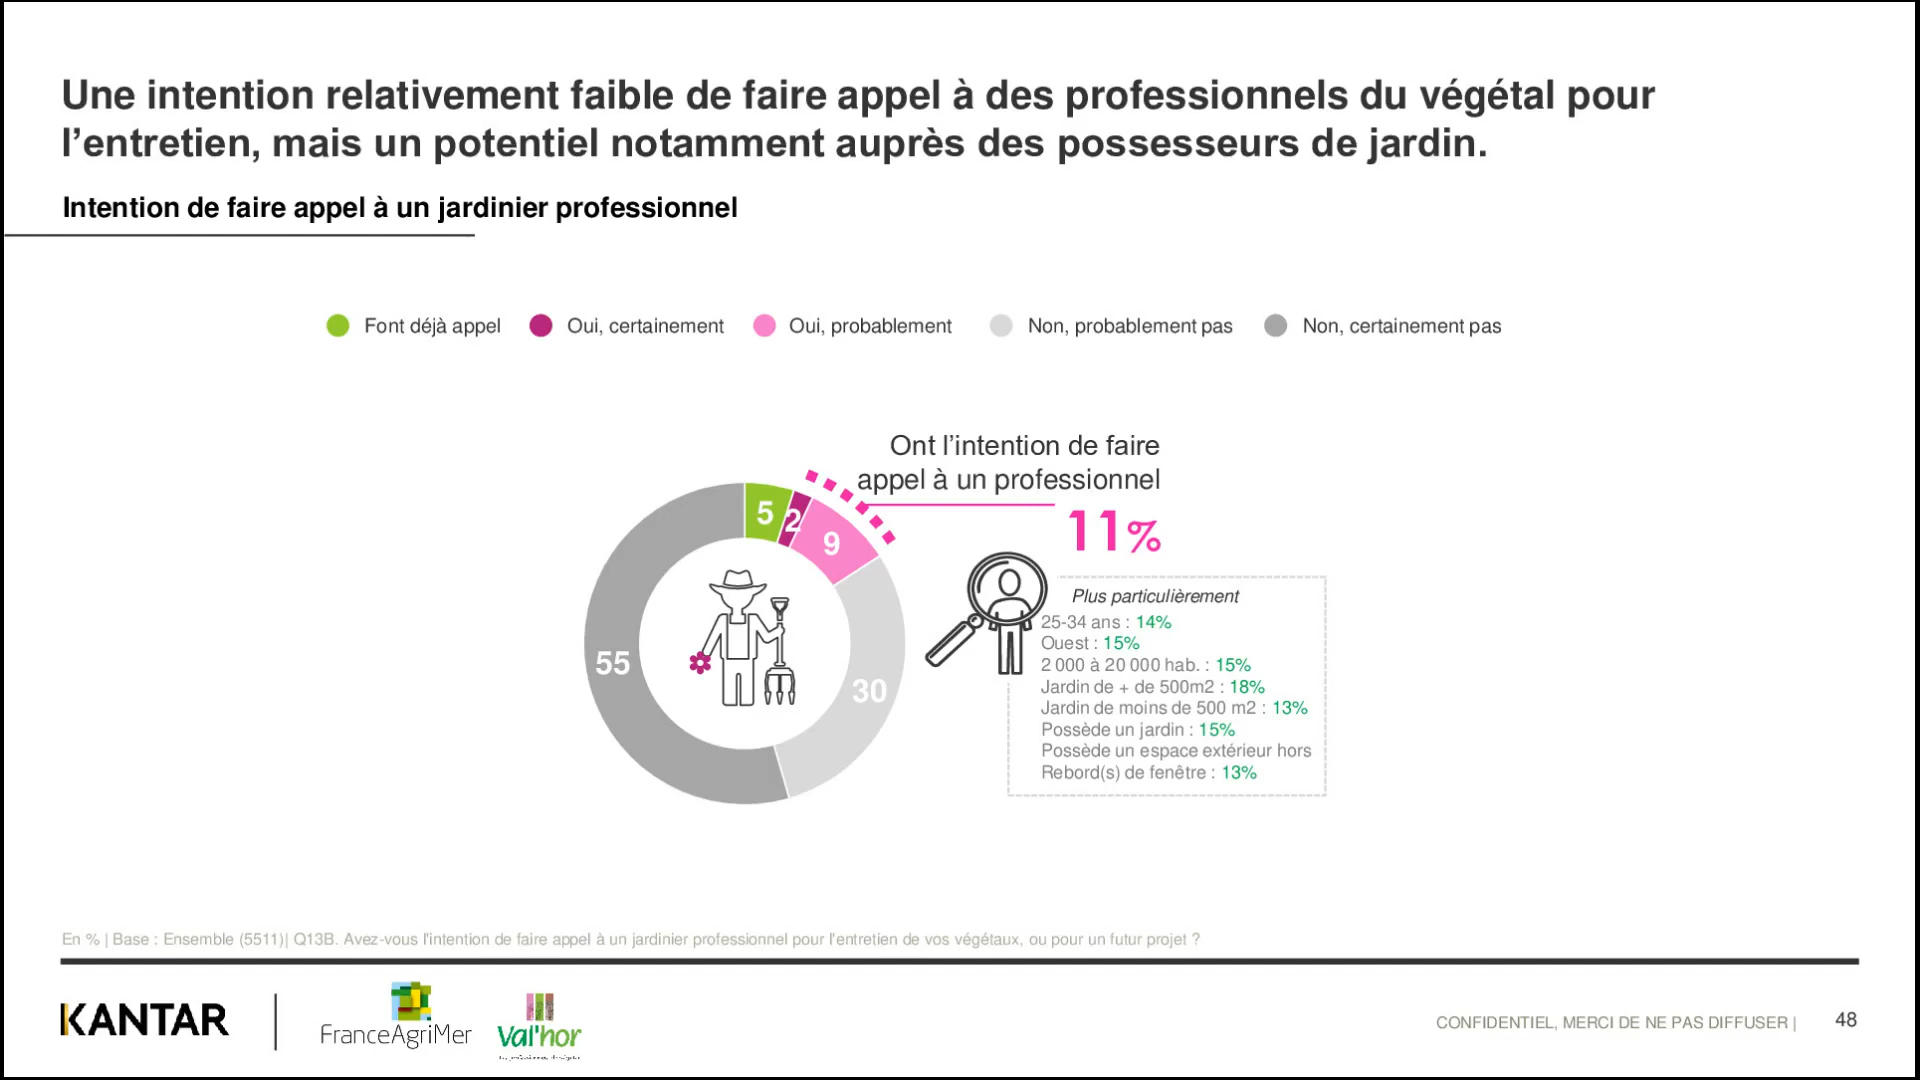 Une intention relativement faible de faire appel à des professionnels du végétal pour
l’entretien, mais un potentiel notamment auprès des possesseurs de jardin.
Intention de faire appel à un jardinier professionnel
Font déjà appel
Oui, certainement
Oui, probablement
Non, probablement pas
Non, certainement pas
Ont l’intention de faire
appel à un professionnel
11%
5
2
9
30
55
Plus particulièrement
25-34 ans : 14%
Ouest : 15%
2 000 à 20 000 hab. : 15%
Jardin de + de 500m2 : 18%
Jardin de moins de 500 m2 : 13%
Possède un jardin : 15%
Possède un espace extérieur hors
Rebord(s) de fenêtre : 13%
En % | Base : Ensemble (5511)| Q13B. Avez-vous l'intention de faire appel à un jardinier professionnel pour l'entretien de vos végétaux, ou pour un futur projet ?
KANTAR
FranceAgriMer
Val'hor
CONFIDENTIEL, MERCI DE NE PAS DIFFUSER |
48